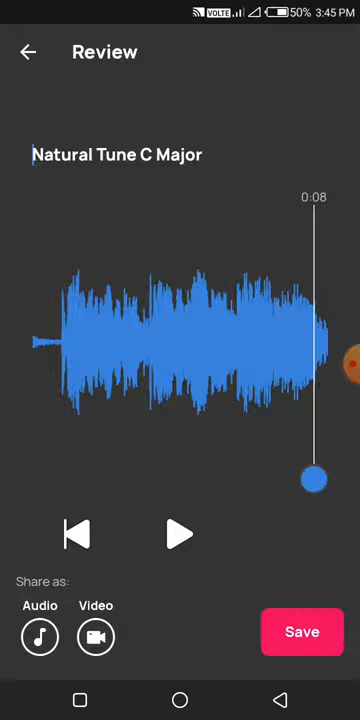 VOLTE 50% 3:45 PM
Review
Natural Tune C Major
0:08
Share as:
Audio Video
Save